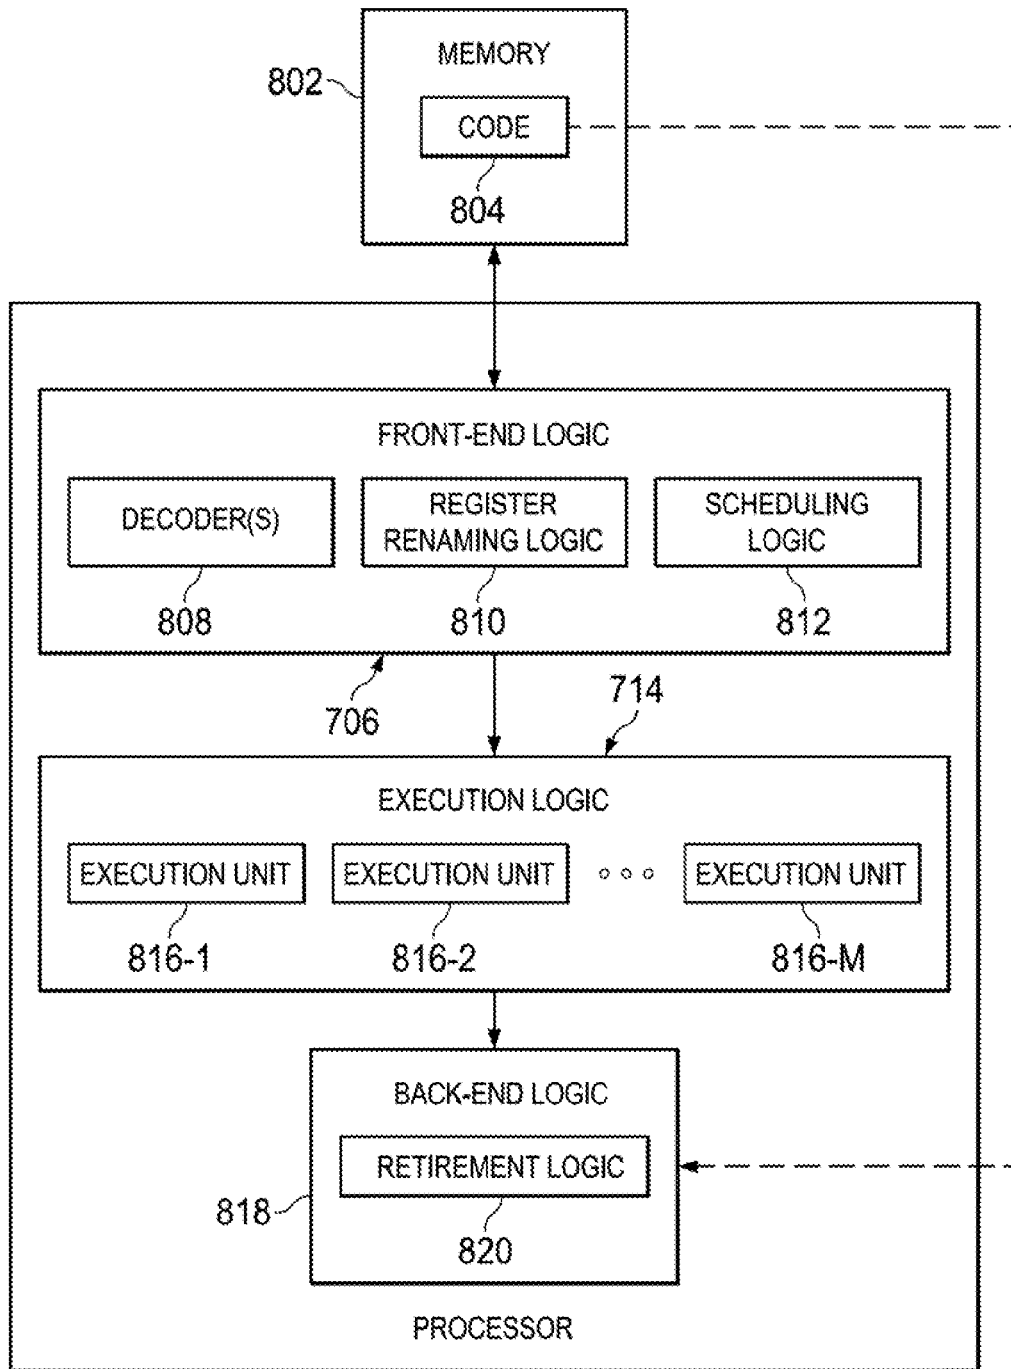 MEMORY
802
CODE
804
FRONT-END LOGIC
DECODER(S)
REGISTER
RENAMING LOGIC
SCHEDULING
LOGIC
808
810
812
706
714
EXECUTION LOGIC
EXECUTION UNIT
EXECUTION UNIT
EXECUTION UNIT
816-1
816-2
816-M
BACK-END LOGIC
RETIREMENT LOGIC
818
820
PROCESSOR